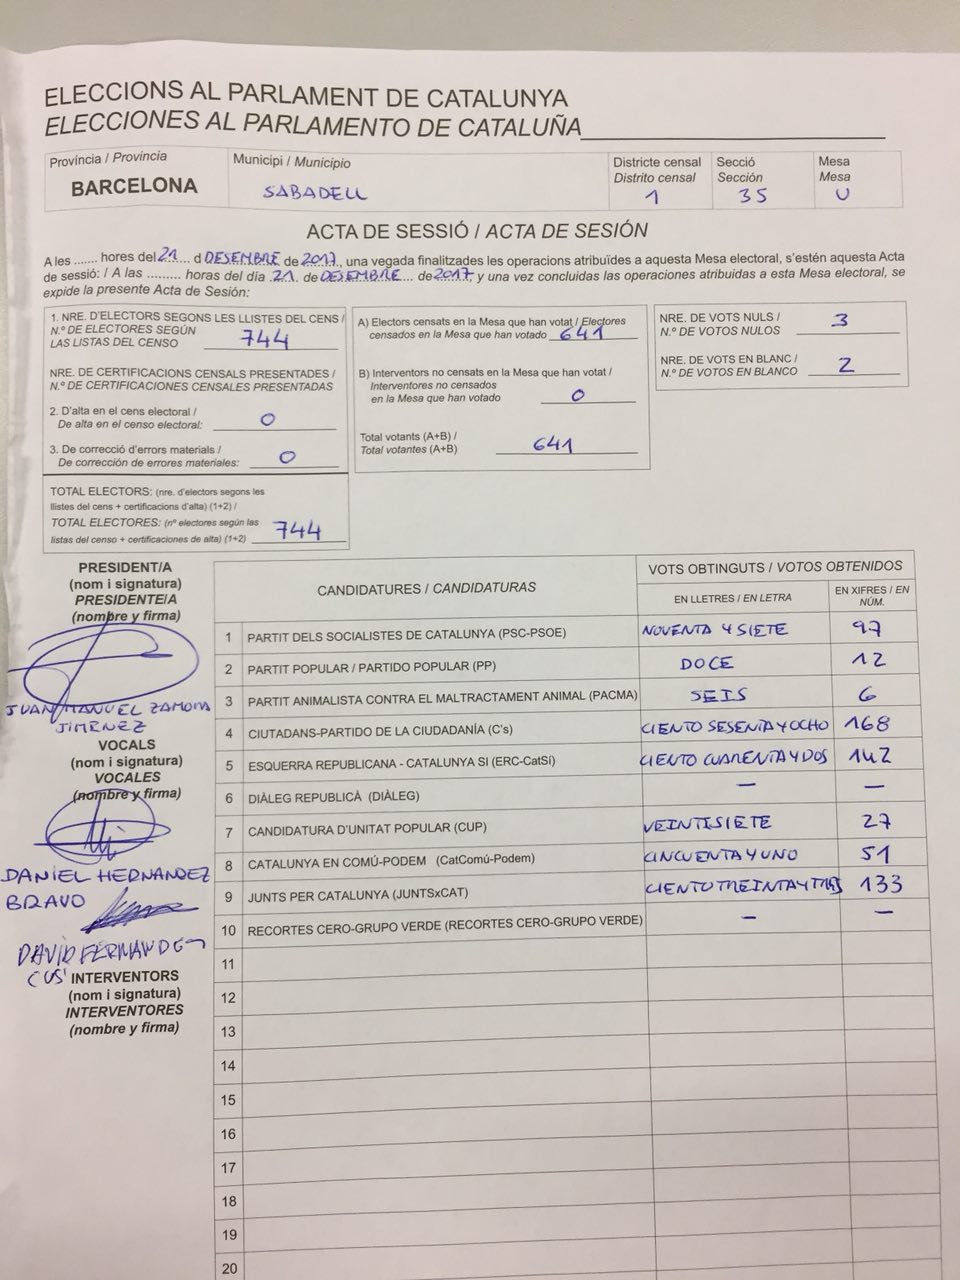 ELECCIONS AL PARLAMENT DE CATALUNYA
ELECCIONES AL PARLAMENTO DE CATALUÑA
Província / Provincia
BARCELONA
Municipi / Municipio
SABADELL
Districte censal
Distrito censal
1
Secció
Sección
35
Mesa
Mesa
U
ACTA DE SESSIÓ / ACTA DE SESIÓN
A les ....... hores del 21 ... d DESEMBRE de 2017, una vegada finalitzades les operacions atribuïdes a aquesta Mesa electoral, s'estén aquesta Acta
de sessió: / A las ......... horas del día 21. de DESEMBRE ... de 2017 y una vez concluidas las operaciones atribuidas a esta Mesa electoral, se
expide la presente Acta de Sesión:
1. NRE. D'ELECTORS SEGONS LES LLISTES DEL CENS /
N.º DE ELECTORES SEGÚN
LAS LISTAS DEL CENSO 744
NRE. DE CERTIFICACIONS CENSALS PRESENTADES /
N.º DE CERTIFICACIONES CENSALES PRESENTADAS
2. D'alta en el cens electoral /
De alta en el censo electoral: 0
3. De correcció d'errors materials /
De corrección de errores materiales: 0
TOTAL ELECTORS: (nre. d'electors segons les
llistes del cens + certificacions d'alta) (1+2) /
TOTAL ELECTORES: (nº electores según las
listas del censo + certificaciones de alta) (1+2) 744
A) Electors censats en la Mesa que han votat / Electores
censados en la Mesa que han votado 641
B) Interventors no censats en la Mesa que han votat /
Interventores no censados
en la Mesa que han votado 0
Total votants (A+B) /
Total votantes (A+B) 641
NRE. DE VOTS NULS /
N.º DE VOTOS NULOS 3
NRE. DE VOTS EN BLANC /
N.º DE VOTOS EN BLANCO 2
PRESIDENT/A
(nom i signatura)
PRESIDENTE/A
(nombre y firma)
JUAN MANUEL ZAMORA
JIMENEZ
VOCALS
(nom i signatura)
VOCALES
(nombre y firma)
DANIEL HERNANDEZ
BRAVO
DAVID FERNANDEZ
INTERVENTORS
(nom i signatura)
INTERVENTORES
(nombre y firma)
CANDIDATURES / CANDIDATURAS
VOTS OBTINGUTS / VOTOS OBTENIDOS
EN LLETRES / EN LETRA
EN XIFRES / EN
NÚM.
1 PARTIT DELS SOCIALISTES DE CATALUNYA (PSC-PSOE) NOVENTA Y SIETE 97
2 PARTIT POPULAR / PARTIDO POPULAR (PP) DOCE 12
3 PARTIT ANIMALISTA CONTRA EL MALTRACTAMENT ANIMAL (PACMA) SEIS 6
4 CIUTADANS-PARTIDO DE LA CIUDADANÍA (C's) CIENTO SESENTA Y OCHO 168
5 ESQUERRA REPUBLICANA - CATALUNYA SI (ERC-CatSí) CIENTO CUARENTA Y DOS 142
6 DIÀLEG REPUBLICÀ (DIÀLEG) — —
7 CANDIDATURA D'UNITAT POPULAR (CUP) VEINTISIETE 27
8 CATALUNYA EN COMÚ-PODEM (CatComú-Podem) CINCUENTA Y UNO 51
9 JUNTS PER CATALUNYA (JUNTSxCAT) CIENTO TREINTA Y TRES 133
10 RECORTES CERO-GRUPO VERDE (RECORTES CERO-GRUPO VERDE) — —
11
12
13
14
15
16
17
18
19
20